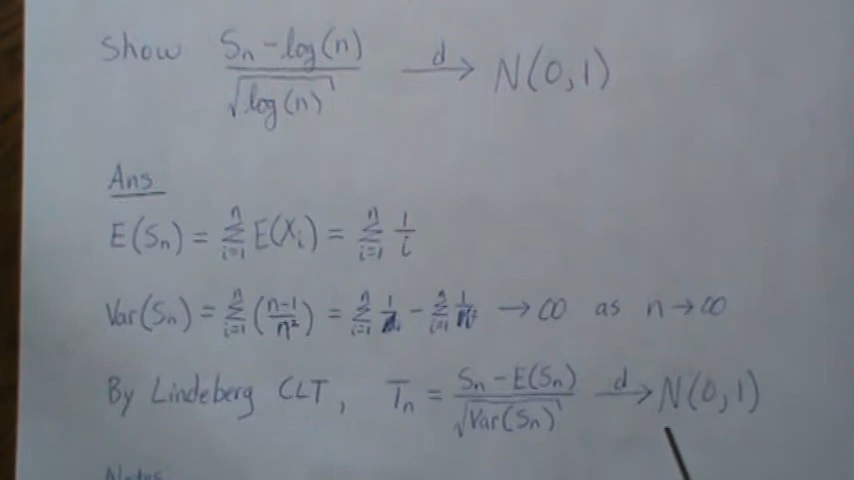 Show (Sn - log(n)) / √log(n) →d N(0,1)
Ans
E(Sn) = Σ_{i=1}^{n} E(Xi) = Σ_{i=1}^{n} 1/i
Var(Sn) = Σ_{i=1}^{n} ((n-1)/n²) = Σ_{i=1}^{n} 1/ - Σ_{i=1}^{n} 1/ → ∞ as n → ∞
By Lindeberg CLT, Tn = (Sn - E(Sn)) / √Var(Sn) →d N(0,1)